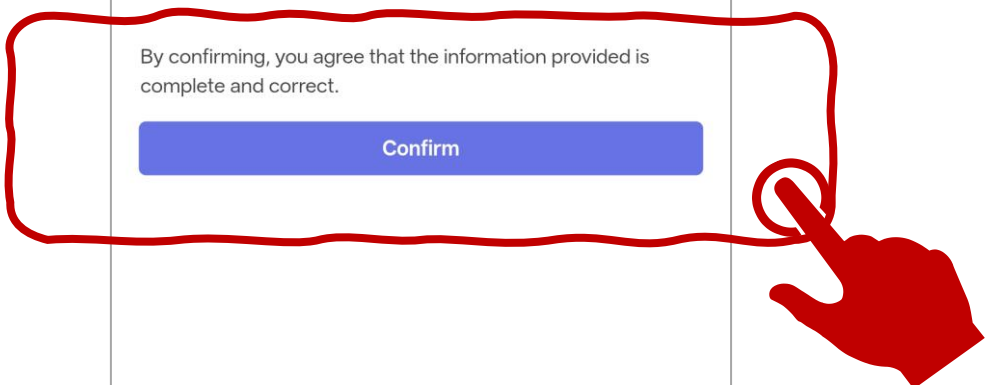 By confirming, you agree that the information provided is
complete and correct.
Confirm